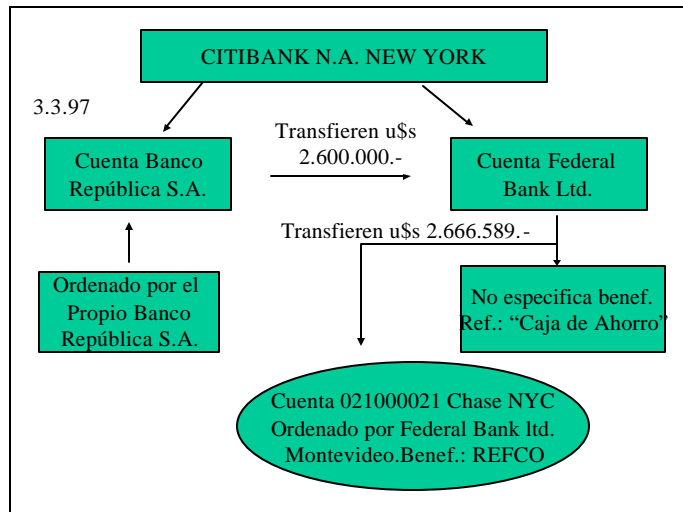 CITIBANK N.A. NEW YORK
3.3.97
Transfieren u$s
2.600.000.-
Cuenta Banco
República S.A.
Cuenta Federal
Bank Ltd.
Transfieren u$s 2.666.589.-
Ordenado por el
Propio Banco
República S.A.
No especifica benef.
Ref.: “Caja de Ahorro”
Cuenta 021000021 Chase NYC
Ordenado por Federal Bank ltd.
Montevideo.Benef.: REFCO